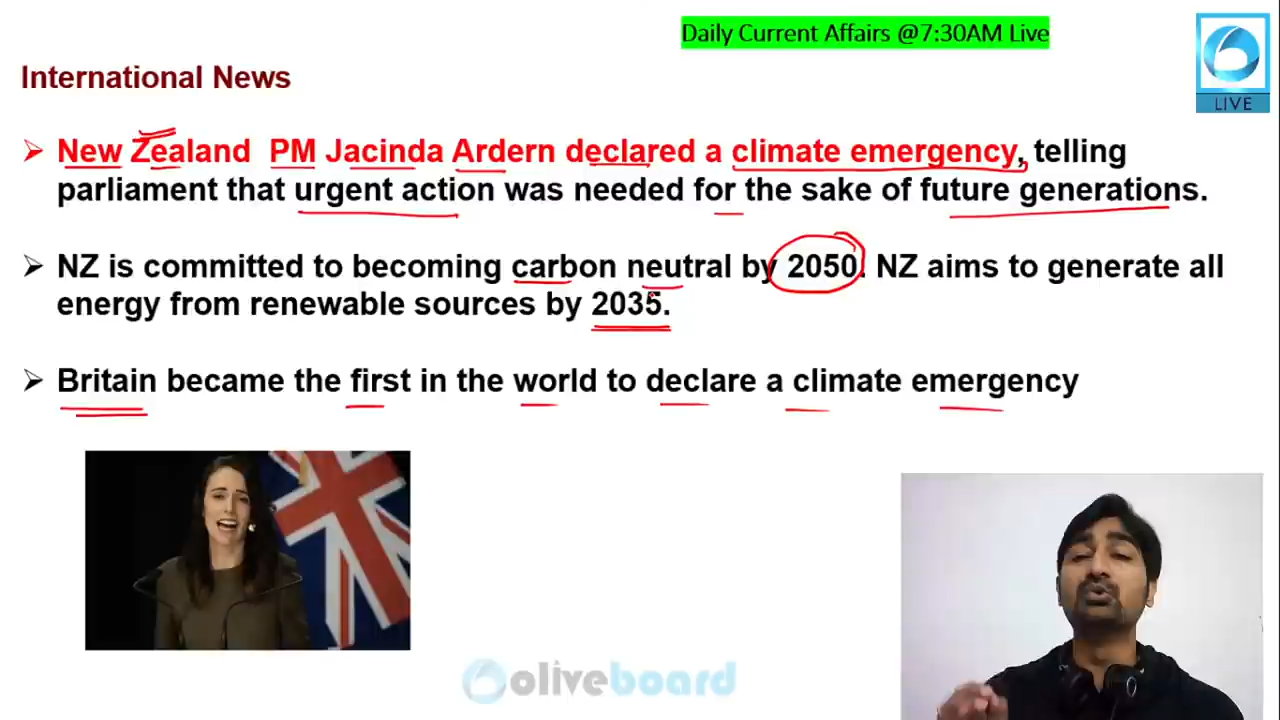 Daily Current Affairs @7:30AM Live
LIVE
International News
➢ New Zealand PM Jacinda Ardern declared a climate emergency, telling
parliament that urgent action was needed for the sake of future generations.
➢ NZ is committed to becoming carbon neutral by 2050. NZ aims to generate all
energy from renewable sources by 2035.
➢ Britain became the first in the world to declare a climate emergency
oliveboard